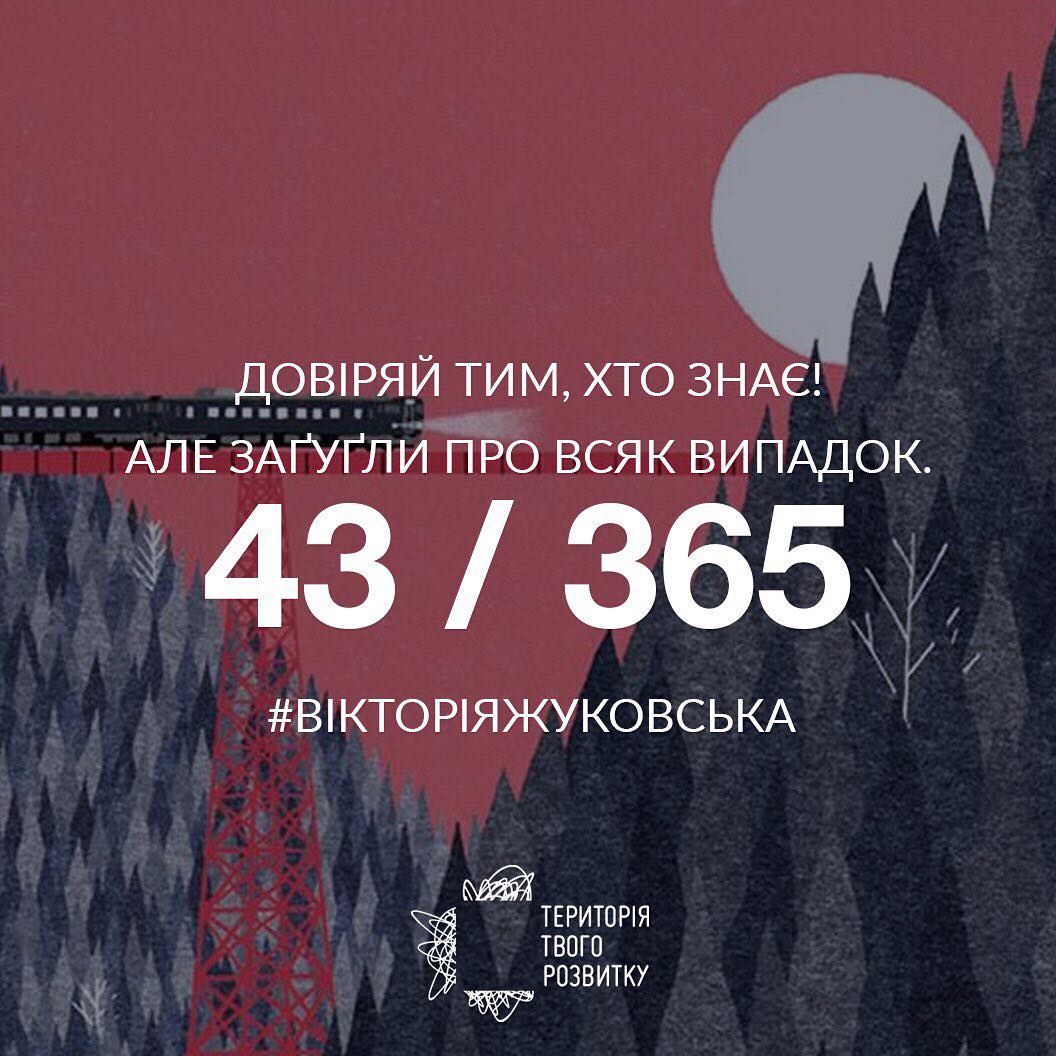 ДОВІРЯЙ ТИМ, ХТО ЗНАЄ!
АЛЕ ЗАҐУҐЛИ ПРО ВСЯК ВИПАДОК.
43 / 365
#ВІКТОРІЯЖУКОВСЬКА
ТЕРИТОРІЯ
ТВОГО
РОЗВИТКУ